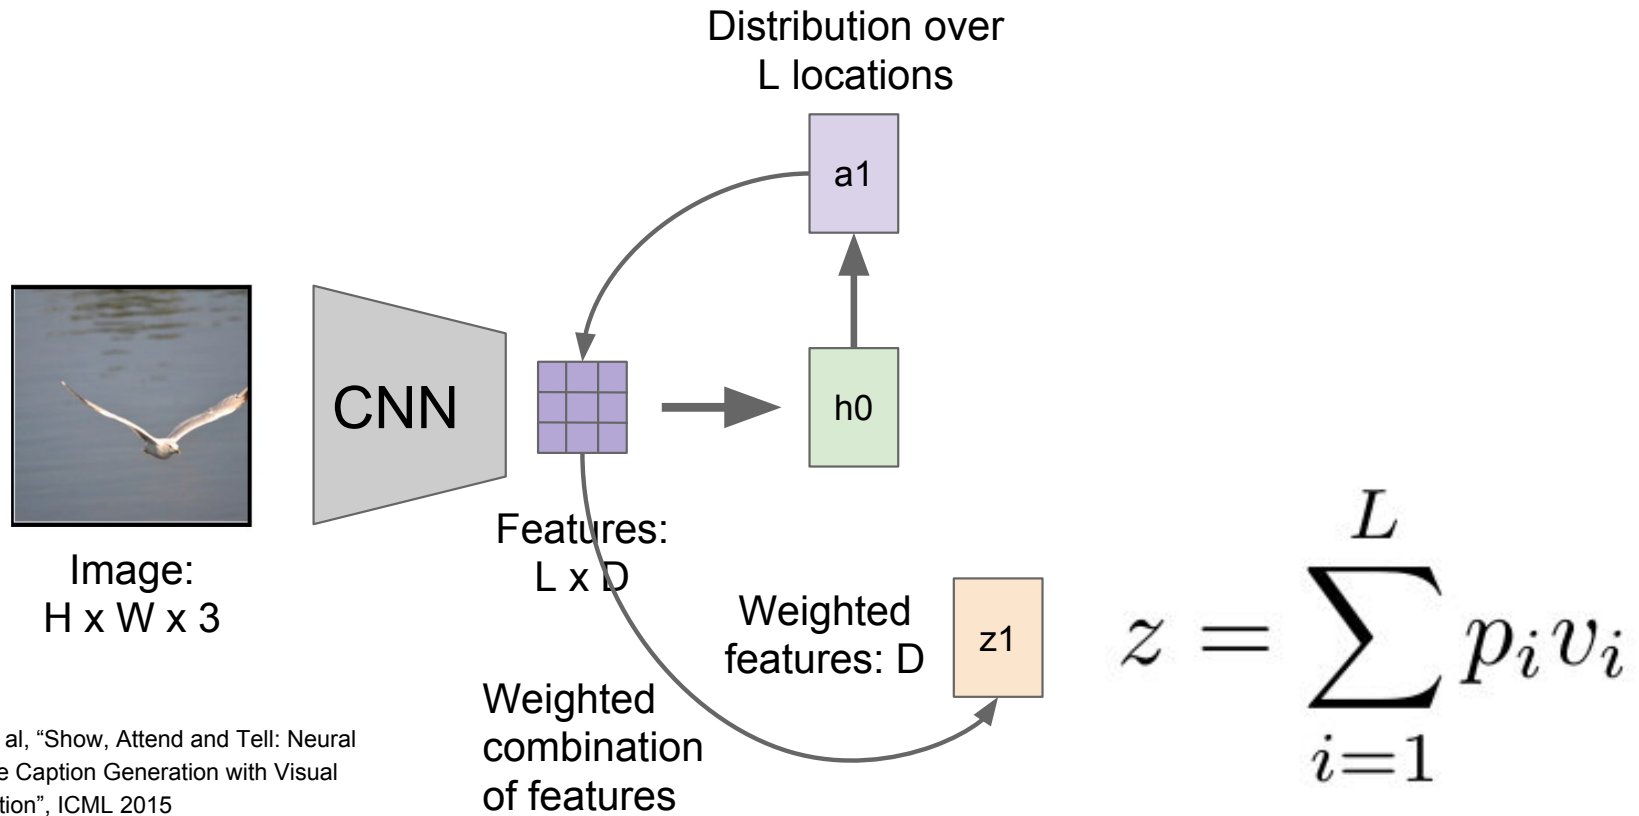 Distribution over
L locations
a1
CNN
h0
Features:
L x D
Image:
H x W x 3
Weighted
features: D
z1
z = \sum_{i=1}^{L} p_i v_i
Weighted
combination
of features
al, “Show, Attend and Tell: Neural
e Caption Generation with Visual
tion”, ICML 2015